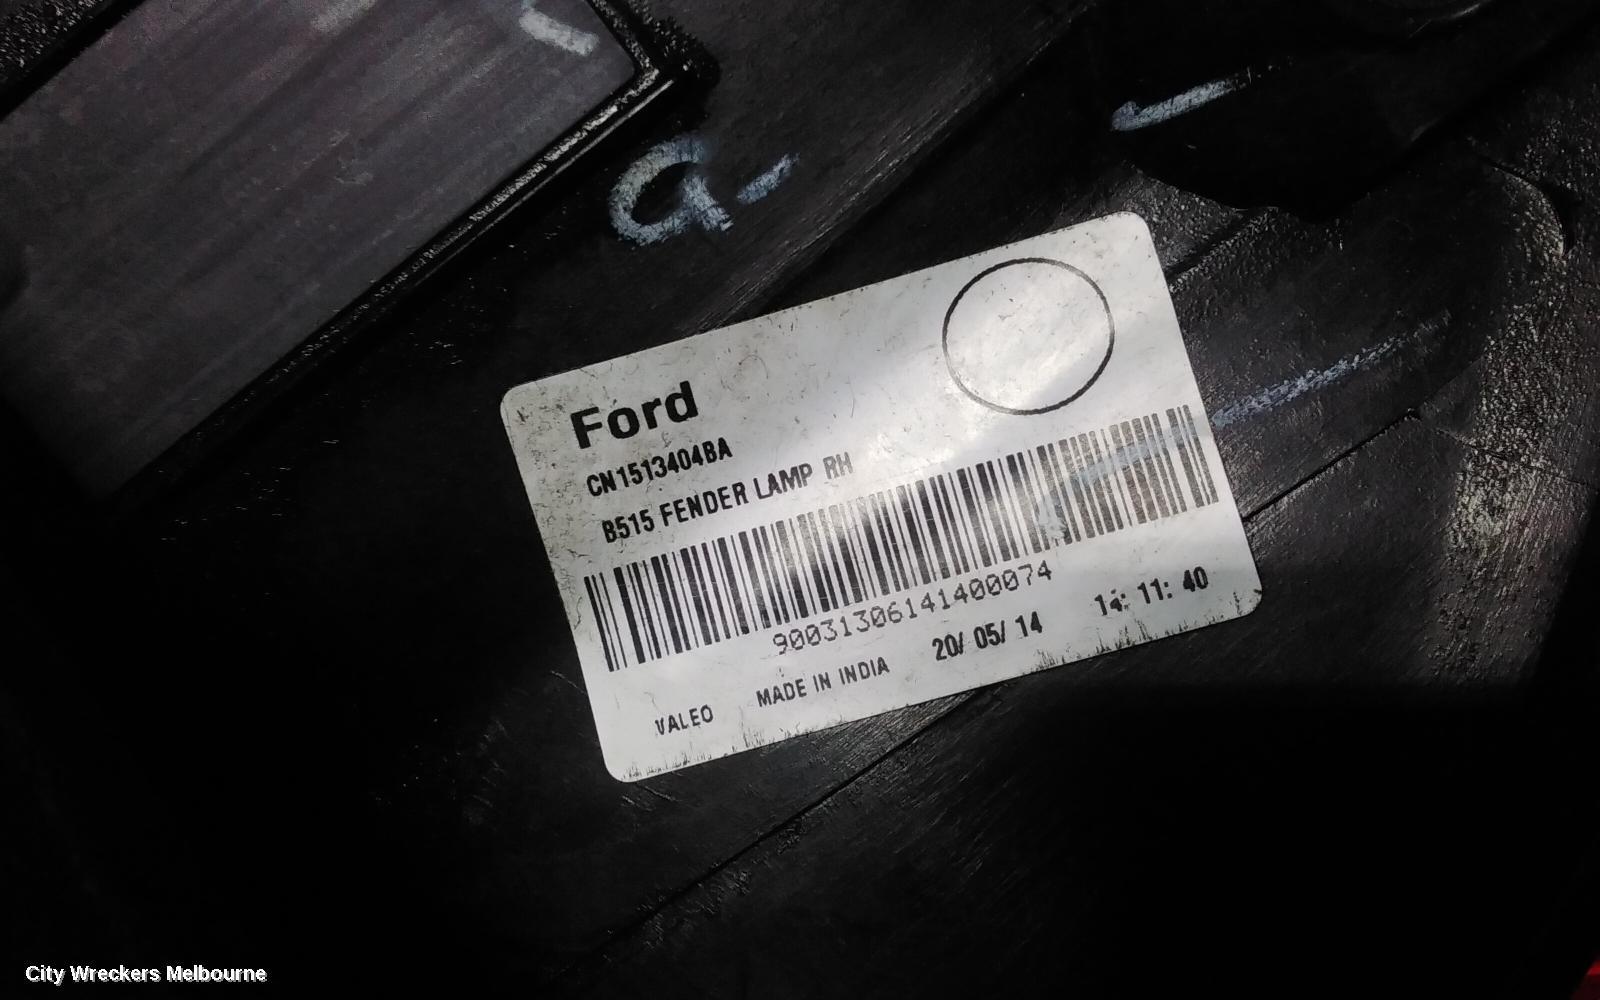 a-
Ford
CN1513404BA
B515 FENDER LAMP RH
90031306141400074
20/ 05/ 14 14: 11: 40
VALEO MADE IN INDIA
City Wreckers Melbourne